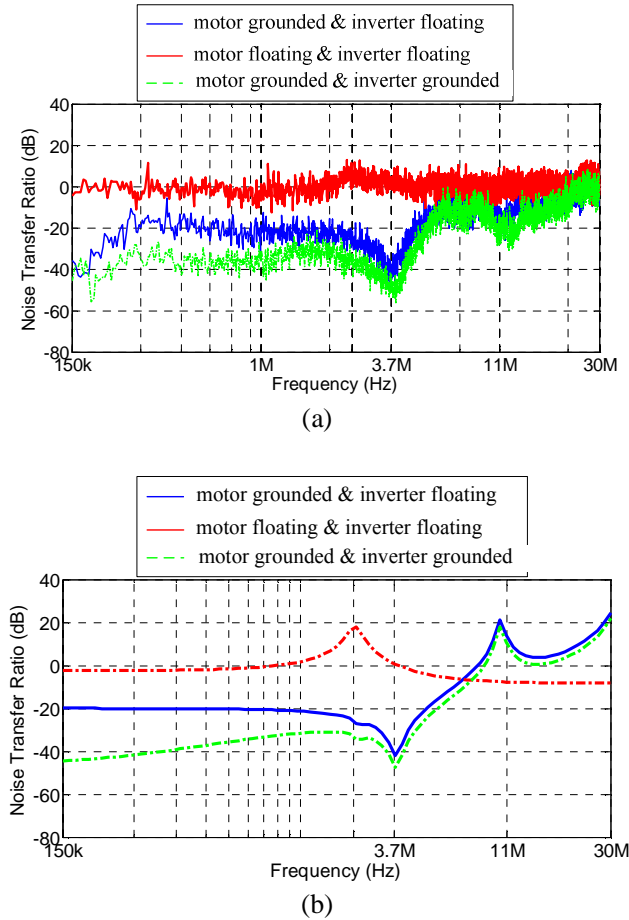 motor grounded & inverter floating
motor floating & inverter floating
motor grounded & inverter grounded
Noise Transfer Ratio (dB)
40
20
0
-20
-40
-60
-80
150k 1M 3.7M 11M 30M
Frequency (Hz)
(a)
motor grounded & inverter floating
motor floating & inverter floating
motor grounded & inverter grounded
Noise Transfer Ratio (dB)
40
20
0
-20
-40
-60
-80
150k 3.7M 11M 30M
Frequency (Hz)
(b)